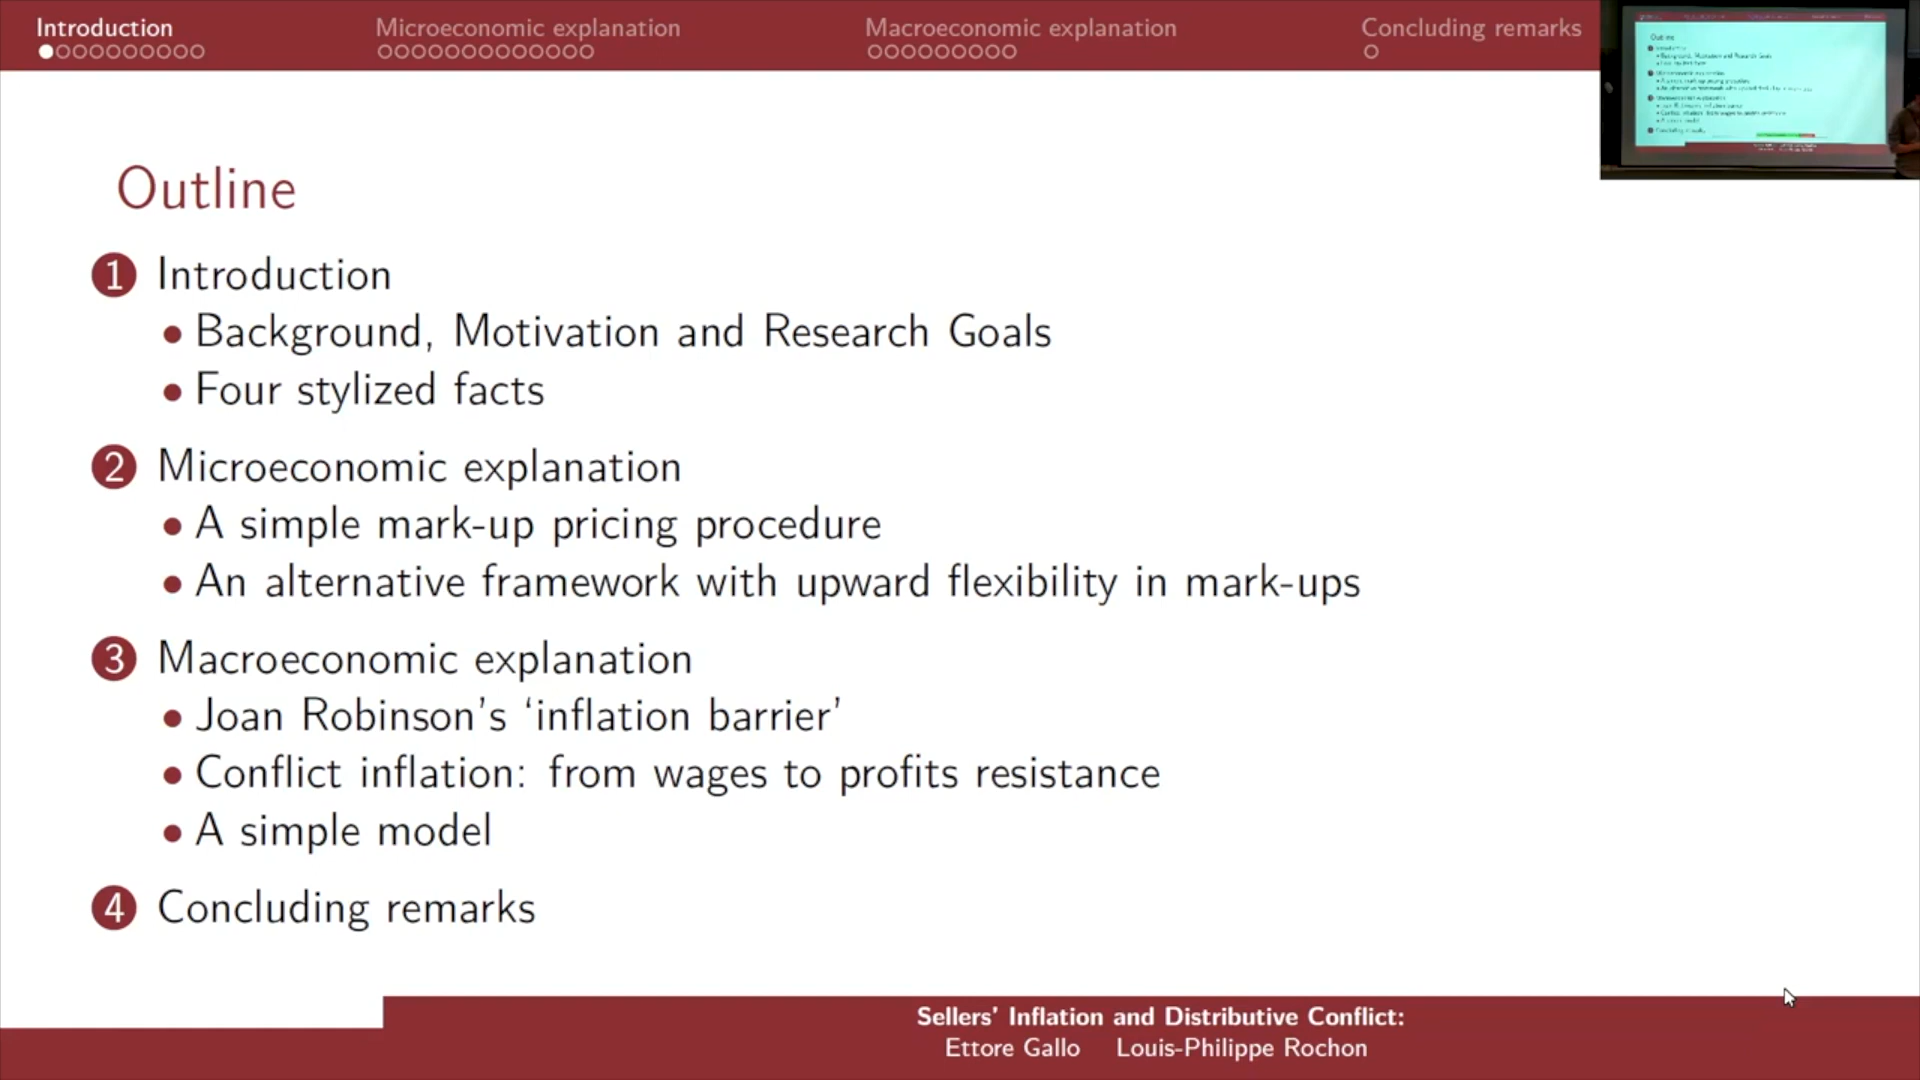 Introduction
Microeconomic explanation
Macroeconomic explanation
Concluding remarks
Outline
1 Introduction
• Background, Motivation and Research Goals
• Four stylized facts
2 Microeconomic explanation
• A simple mark-up pricing procedure
• An alternative framework with upward flexibility in mark-ups
3 Macroeconomic explanation
• Joan Robinson's ‘inflation barrier’
• Conflict inflation: from wages to profits resistance
• A simple model
4 Concluding remarks
Sellers' Inflation and Distributive Conflict:
Ettore Gallo Louis-Philippe Rochon